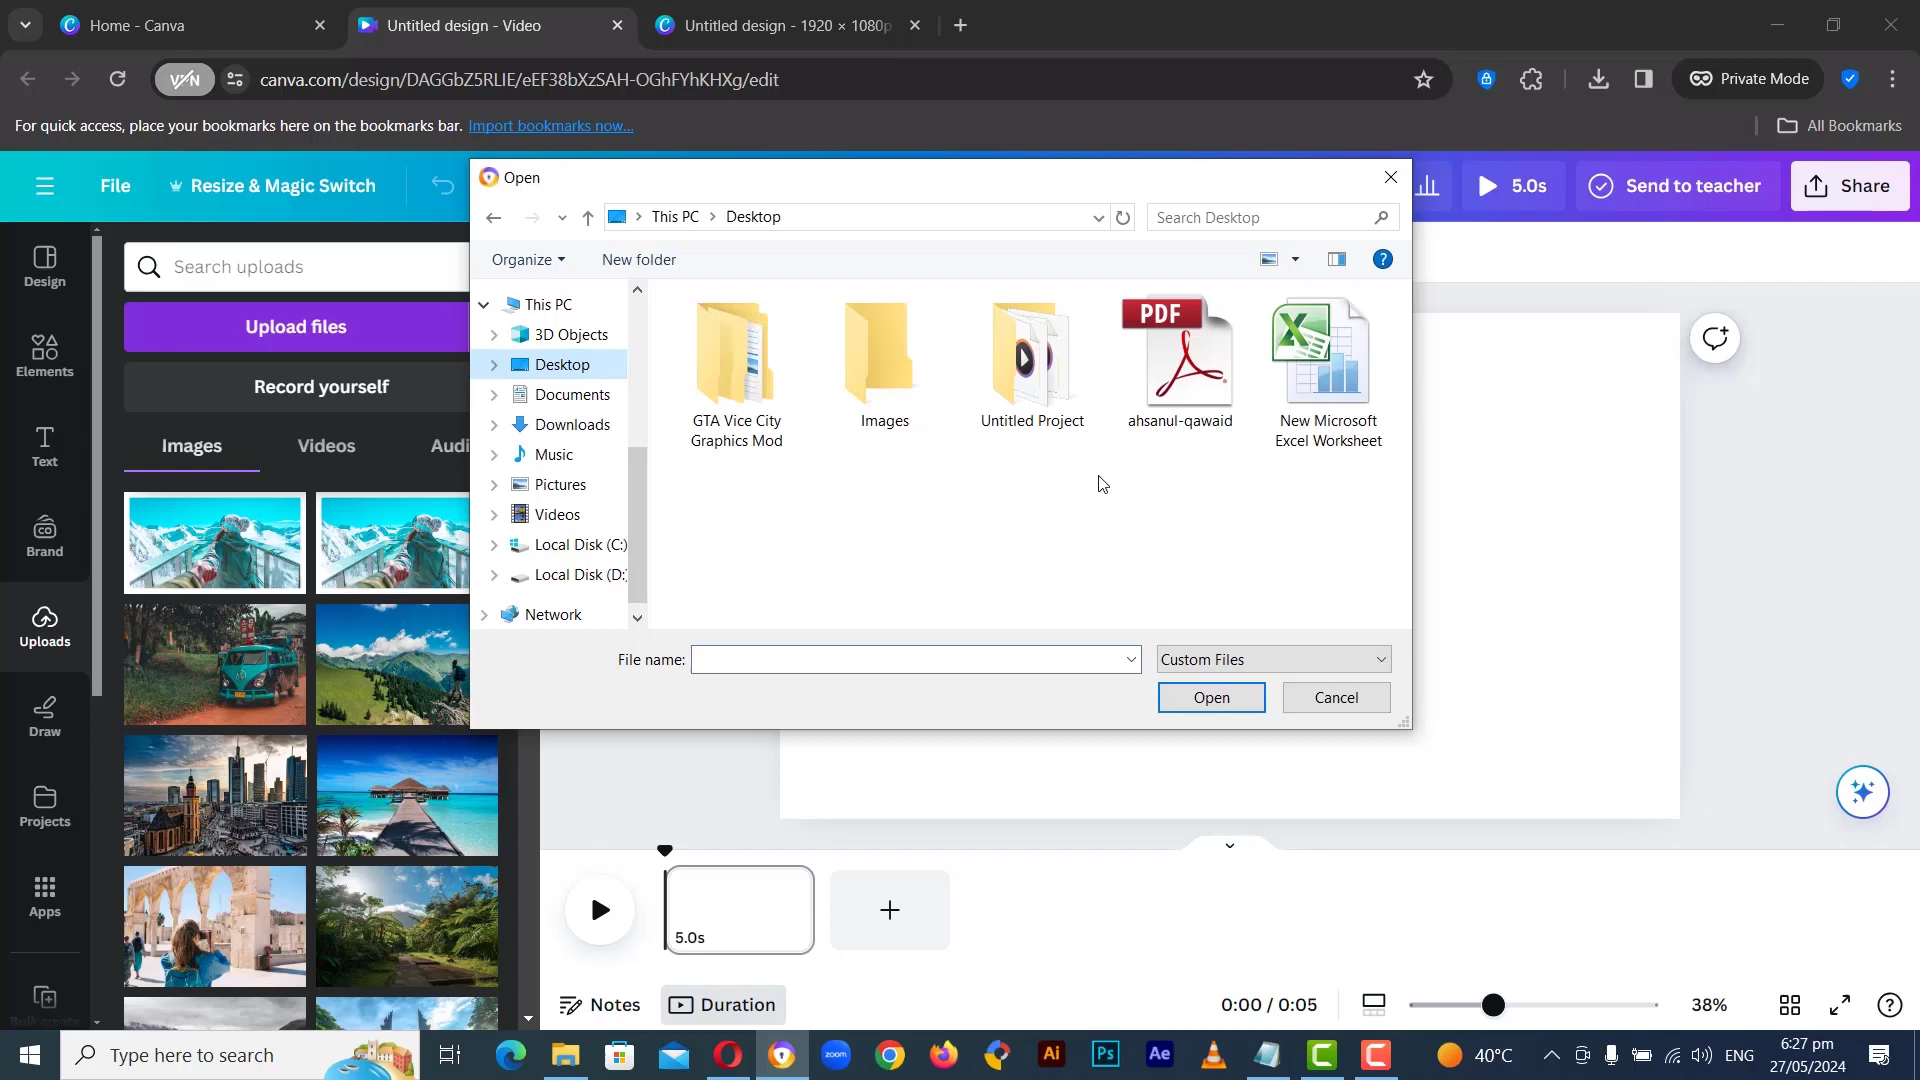 Home - Canva
Untitled design - Video
Untitled design - 1920 × 1080p
VPN
canva.com/design/DAGGbZ5RLIE/eEF38bXzSAH-OGhFYhKHXg/edit
Private Mode
For quick access, place your bookmarks here on the bookmarks bar. Import bookmarks now...
All Bookmarks
File
Resize & Magic Switch
5.0s
Send to teacher
Share
Design
Elements
Text
Brand
Uploads
Draw
Projects
Apps
Search uploads
Upload files
Record yourself
Images
Videos
Audi
Open
This PC
Desktop
Search Desktop
Organize
New folder
This PC
3D Objects
Desktop
Documents
Downloads
Music
Pictures
Videos
Local Disk (C:)
Local Disk (D:)
Network
GTA Vice City
Graphics Mod
Images
Untitled Project
PDF
ahsanul-qawaid
New Microsoft
Excel Worksheet
File name:
Custom Files
Open
Cancel
5.0s
Notes
Duration
0:00 / 0:05
38%
Type here to search
zoom
Ai
Ps
Ae
40°C
ENG
6:27 pm
27/05/2024